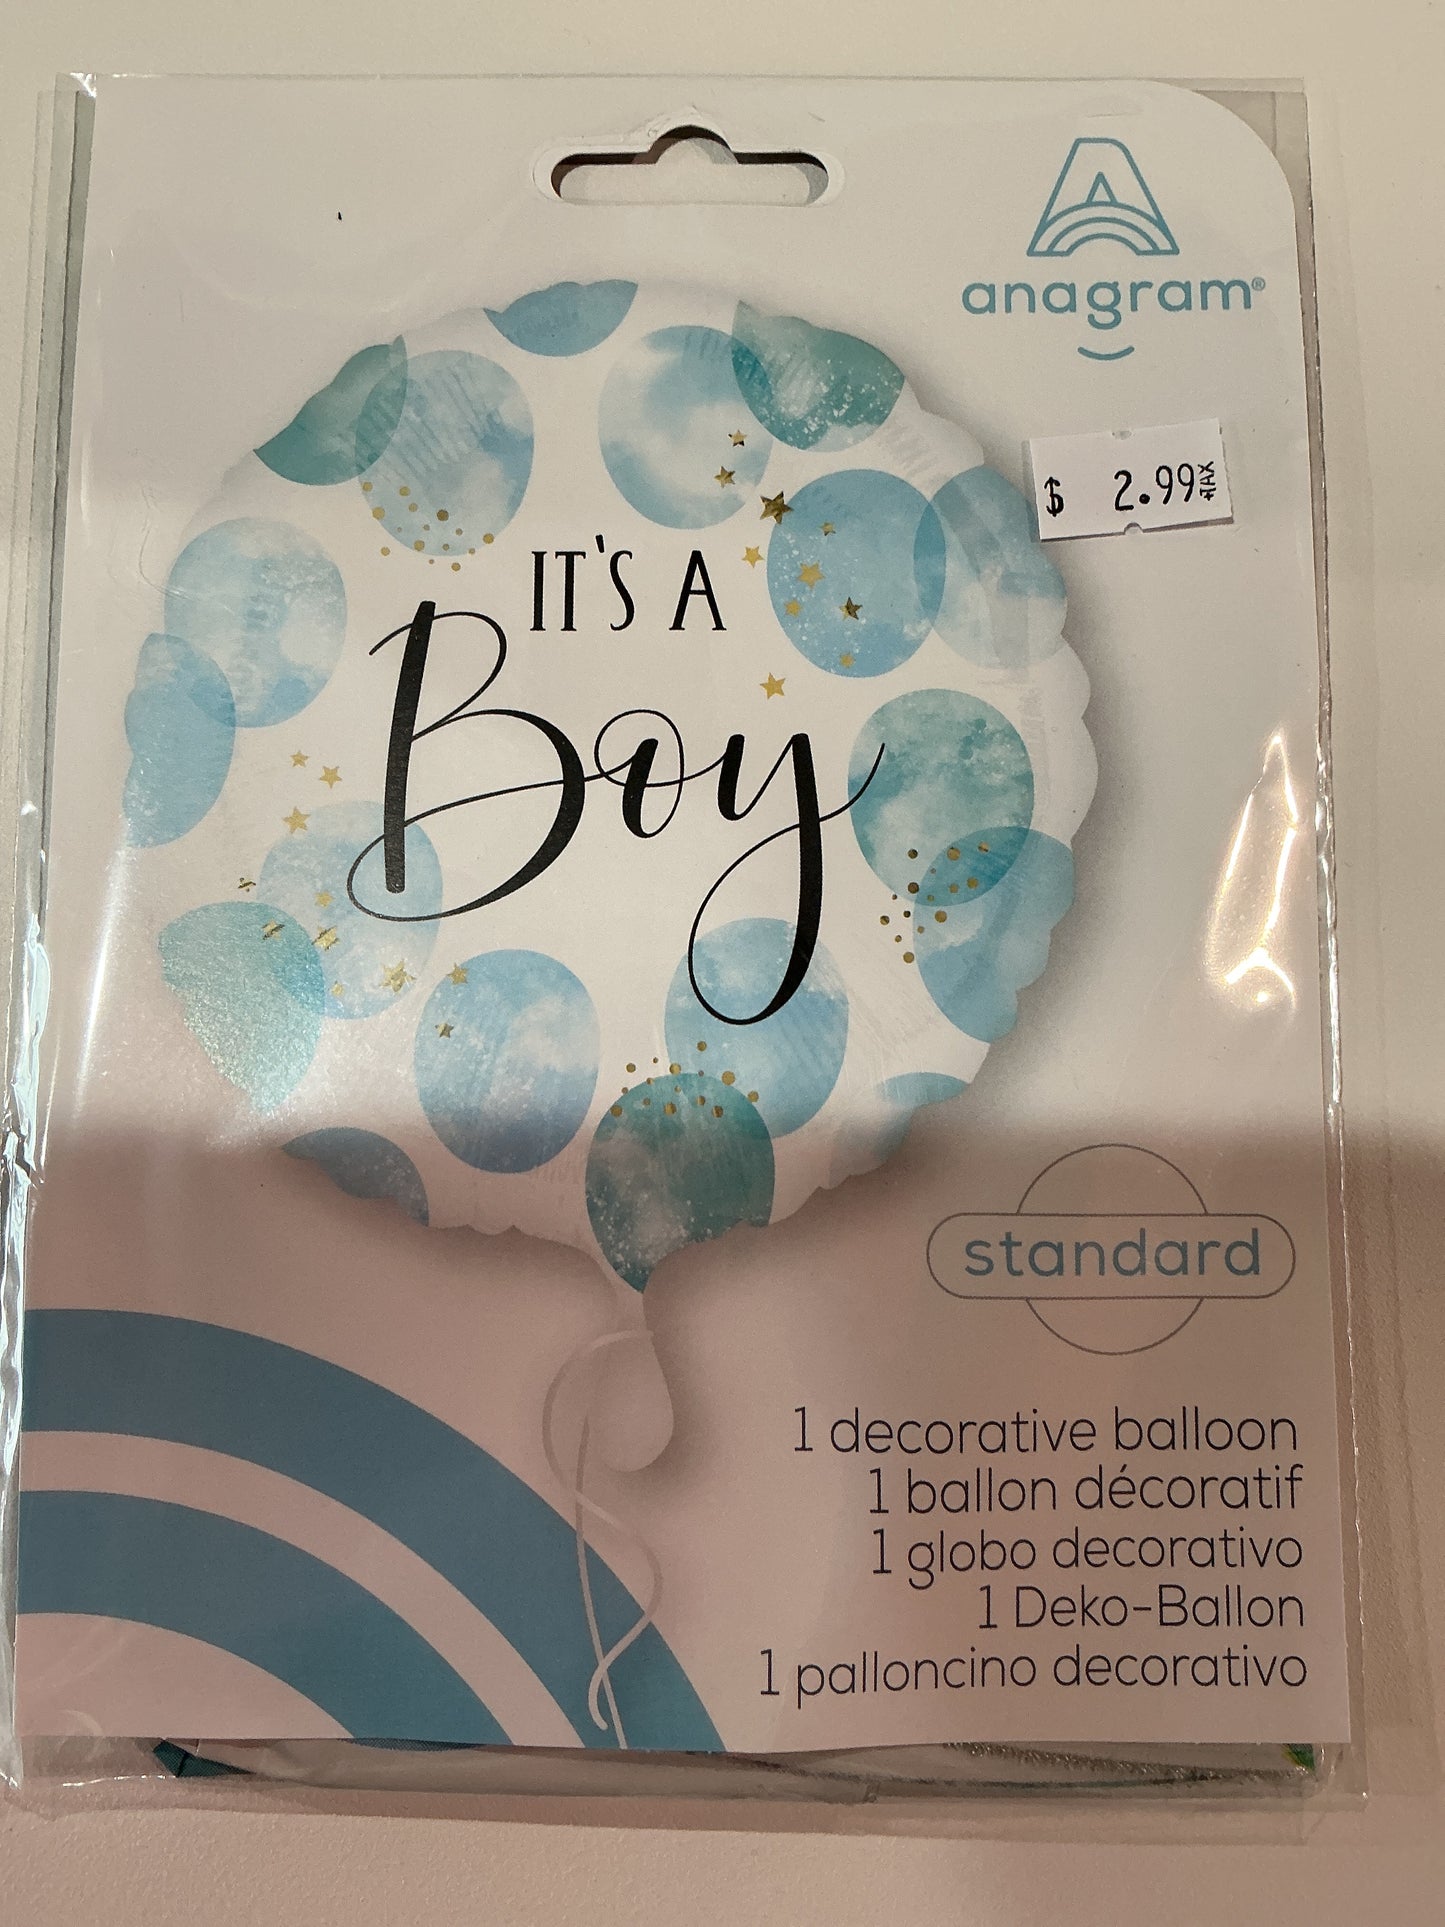 anagram®
$ 2.99 +TAX
IT'S A
Boy
standard
1 decorative balloon
1 ballon décoratif
1 globo decorativo
1 Deko-Ballon
1 palloncino decorativo